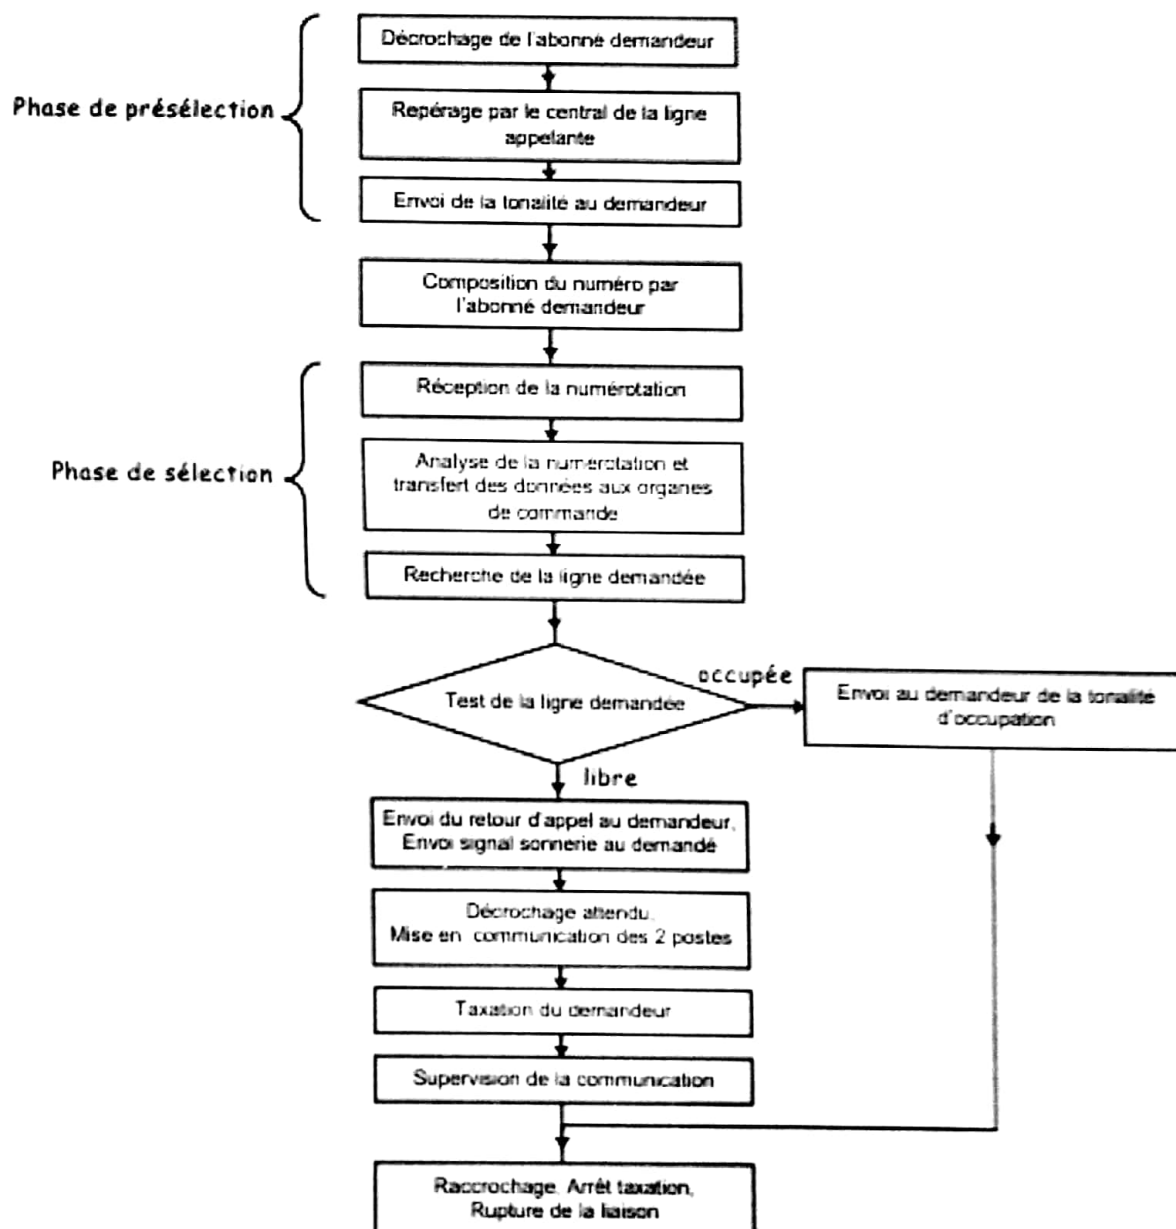 Décrochage de l'abonné demandeur
Phase de présélection
Repérage par le central de la ligne
appelante
Envoi de la tonalité au demandeur
Composition du numéro par
l'abonné demandeur
Réception de la numérotation
Phase de sélection
Analyse de la numérotation et
transfert des données aux organes
de commande
Recherche de la ligne demandée
Test de la ligne demandée
occupée
Envoi au demandeur de la tonalité
d'occupation
libre
Envoi du retour d'appel au demandeur,
Envoi signal sonnerie au demandé
Décrochage attendu,
Mise en communication des 2 postes
Taxation du demandeur
Supervision de la communication
Raccrochage, Arrêt taxation,
Rupture de la liaison